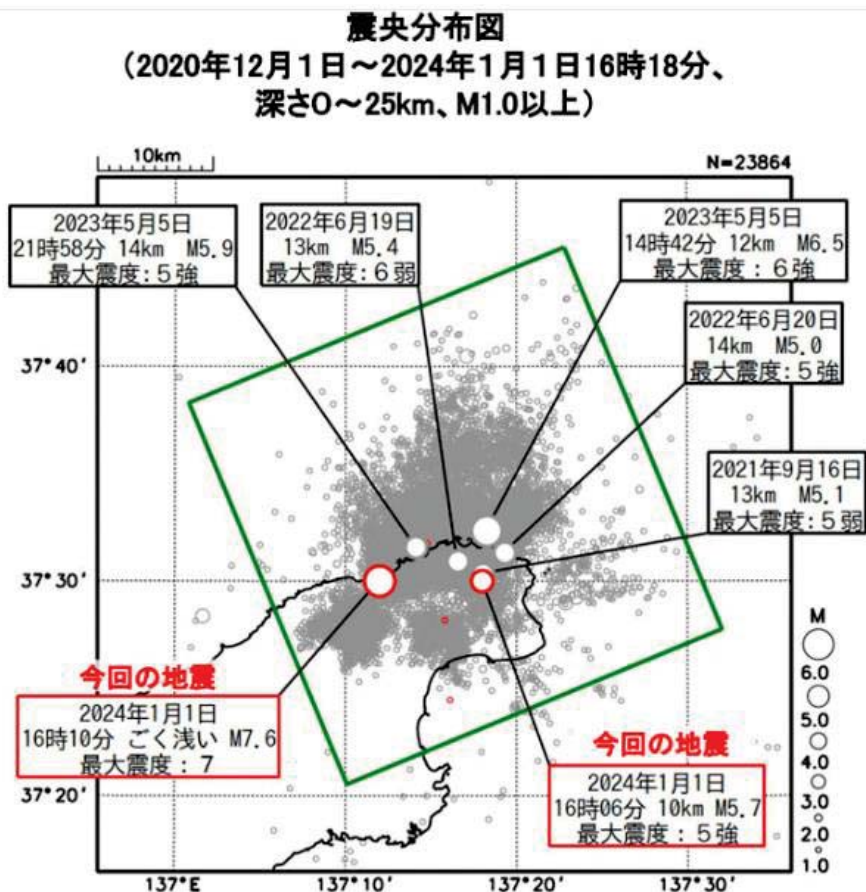 震央分布図
(2020年12月1日~2024年1月1日16時18分、
深さ0~25km、M1.0以上)
10km
N=23864
2023年5月5日
21時58分 14km M5.9
最大震度:5強
2022年6月19日
13km M5.4
最大震度:6弱
2023年5月5日
14時42分 12km M6.5
最大震度:6強
2022年6月20日
14km M5.0
最大震度:5強
2021年9月16日
13km M5.1
最大震度:5弱
37°40'
37°30'
37°20'
今回の地震
2024年1月1日
16時10分 ごく浅い M7.6
最大震度:7
今回の地震
2024年1月1日
16時06分 10km M5.7
最大震度:5強
M
6.0
5.0
4.0
3.0
2.0
1.0
137°E
137°10'
137°20'
137°30'